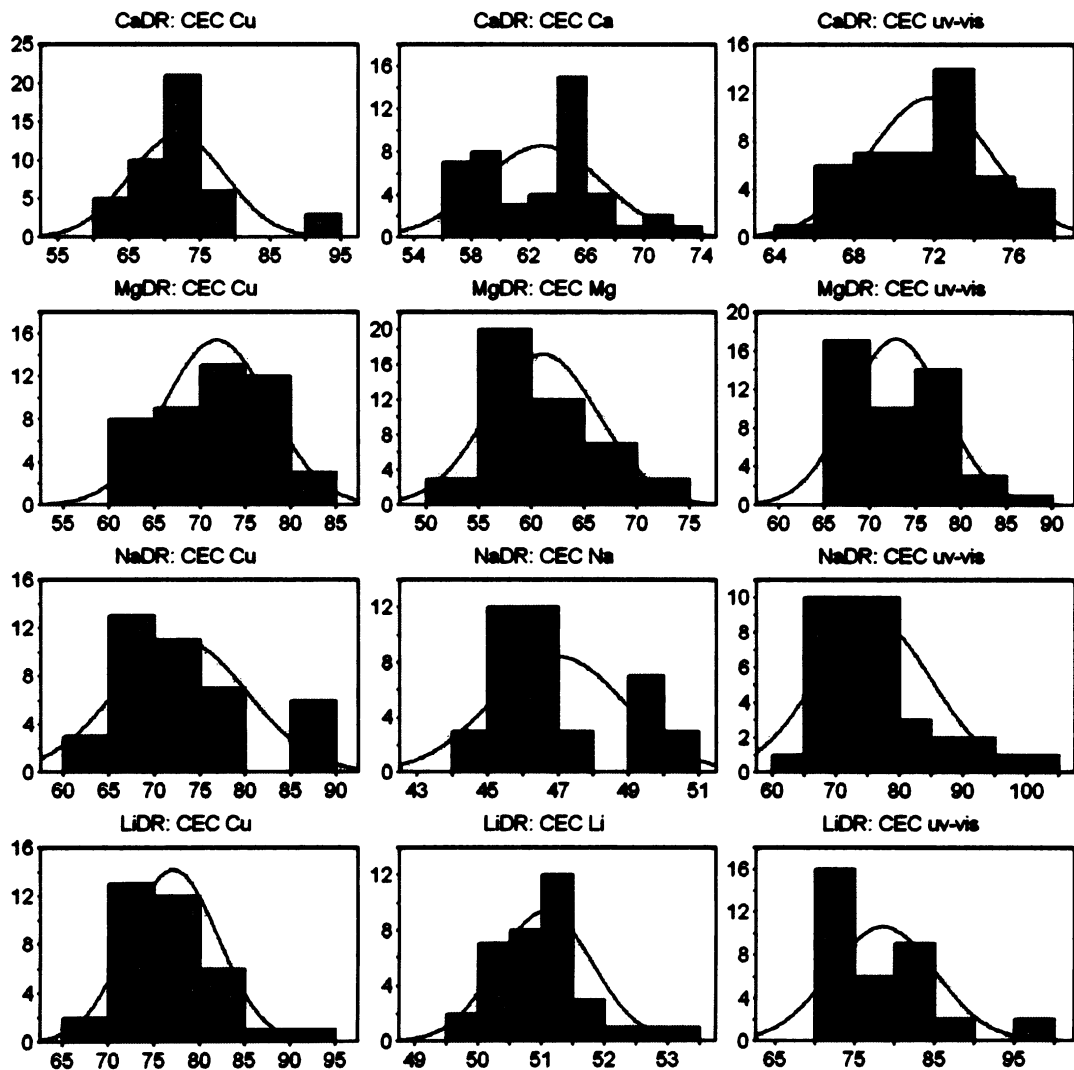 CaDR: CEC Cu
CaDR: CEC Ca
CaDR: CEC uv-vis
25
20
15
10
5
0
55 65 75 85 95
16
12
8
4
0
54 58 62 66 70 74
16
12
8
4
0
64 68 72 76
MgDR: CEC Cu
MgDR: CEC Mg
MgDR: CEC uv-vis
16
12
8
4
0
55 60 65 70 75 80 85
20
16
12
8
4
0
50 55 60 65 70 75
20
16
12
8
4
0
60 65 70 75 80 85 90
NaDR: CEC Cu
NaDR: CEC Na
NaDR: CEC uv-vis
16
12
8
4
0
60 65 70 75 80 85 90
12
8
4
0
43 45 47 49 51
10
8
6
4
2
0
60 70 80 90 100
LiDR: CEC Cu
LiDR: CEC Li
LiDR: CEC uv-vis
16
12
8
4
0
65 70 75 80 85 90 95
12
8
4
0
49 50 51 52 53
16
12
8
4
0
65 75 85 95